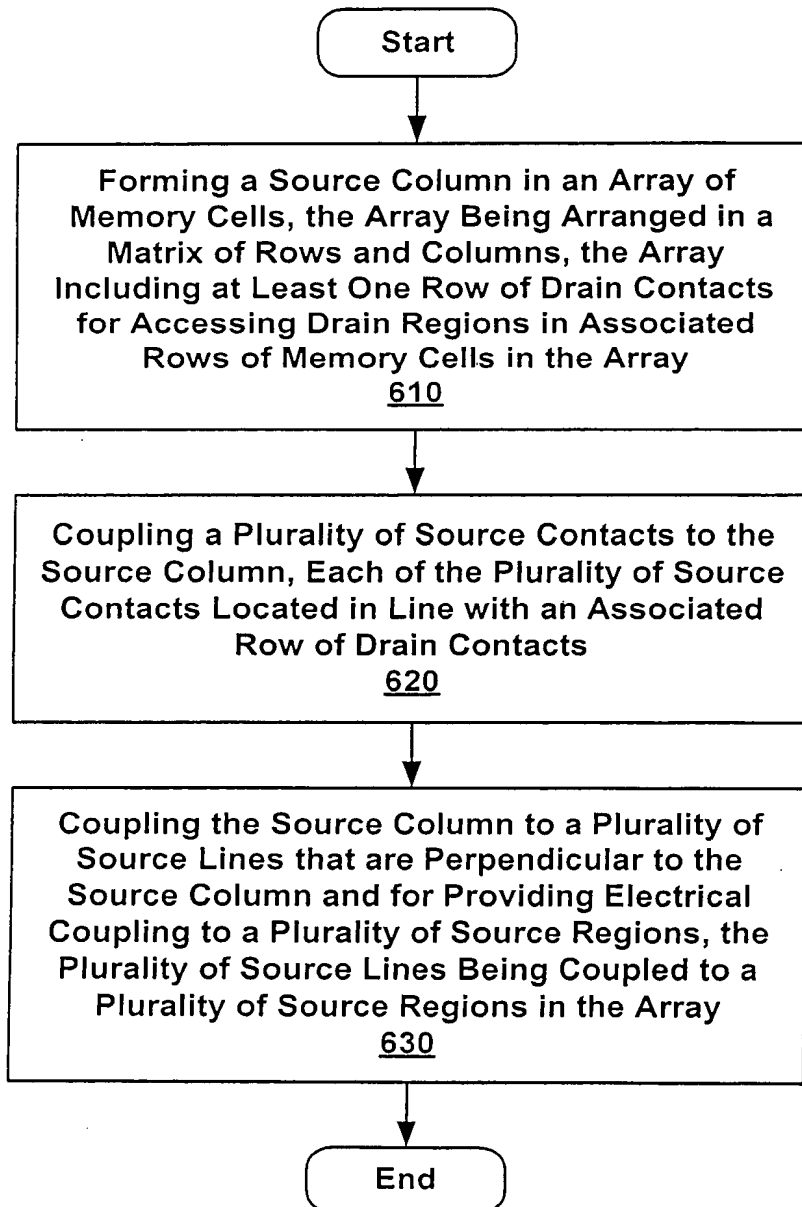 Start
Forming a Source Column in an Array of
Memory Cells, the Array Being Arranged in a
Matrix of Rows and Columns, the Array
Including at Least One Row of Drain Contacts
for Accessing Drain Regions in Associated
Rows of Memory Cells in the Array
610
Coupling a Plurality of Source Contacts to the
Source Column, Each of the Plurality of Source
Contacts Located in Line with an Associated
Row of Drain Contacts
620
Coupling the Source Column to a Plurality of
Source Lines that are Perpendicular to the
Source Column and for Providing Electrical
Coupling to a Plurality of Source Regions, the
Plurality of Source Lines Being Coupled to a
Plurality of Source Regions in the Array
630
End